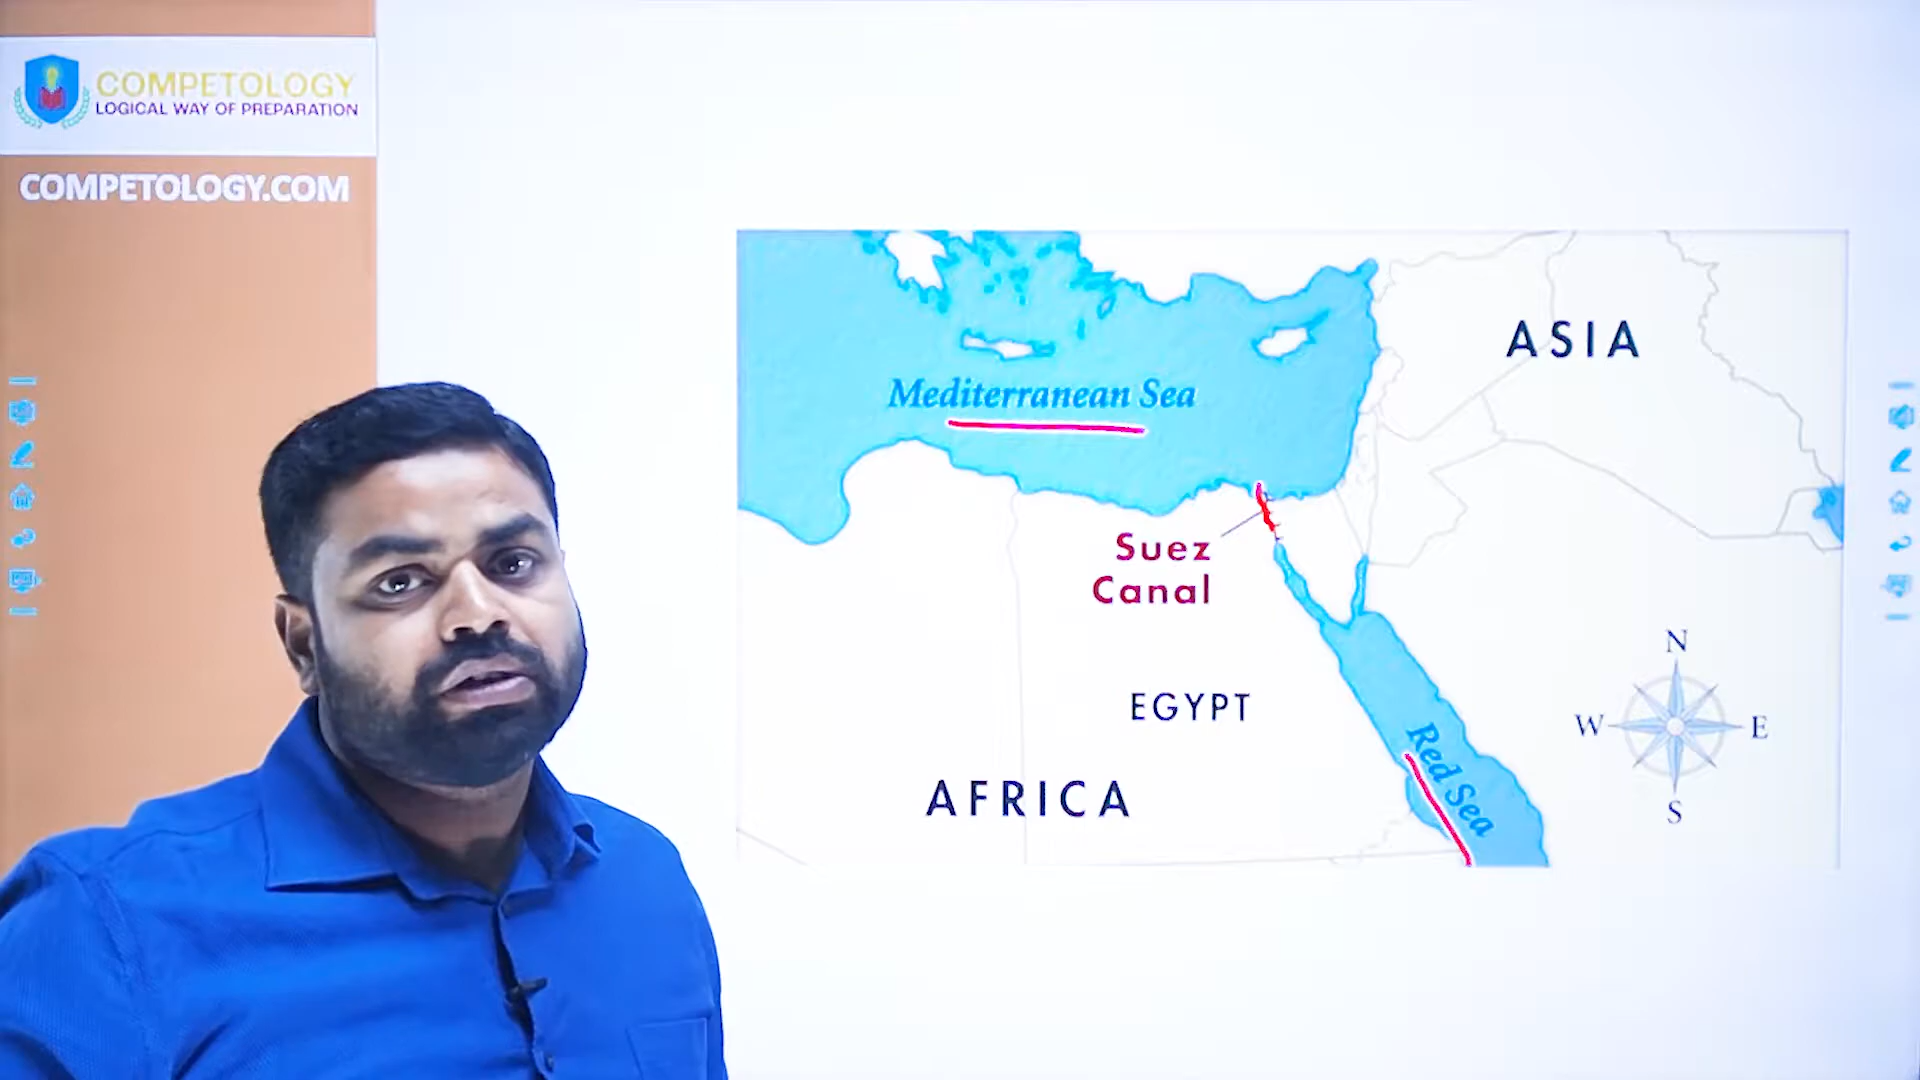 COMPETOLOGY
LOGICAL WAY OF PREPARATION
COMPETOLOGY.COM
ASIA
Mediterranean Sea
Suez
Canal
N
EGYPT
W
E
Red Sea
AFRICA
S